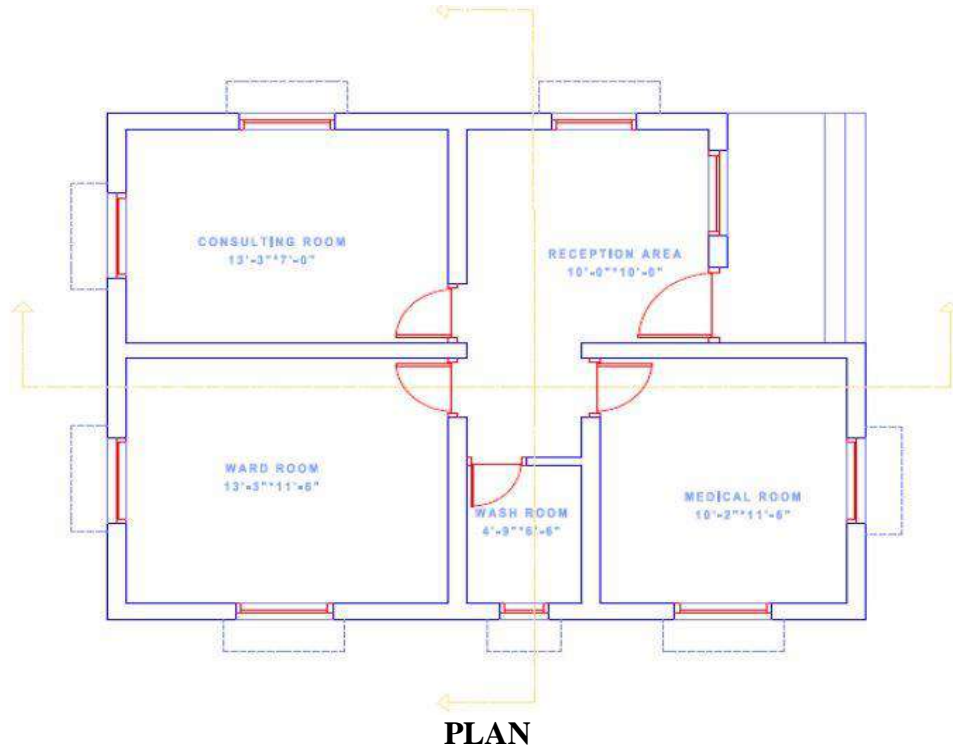 CONSULTING ROOM
13'-3"*7'-0"
RECEPTION AREA
10'-0"*10'-0"
WARD ROOM
13'-3"*11'-6"
WASH ROOM
4'-9"*6'-6"
MEDICAL ROOM
10'-2"*11'-6"
PLAN